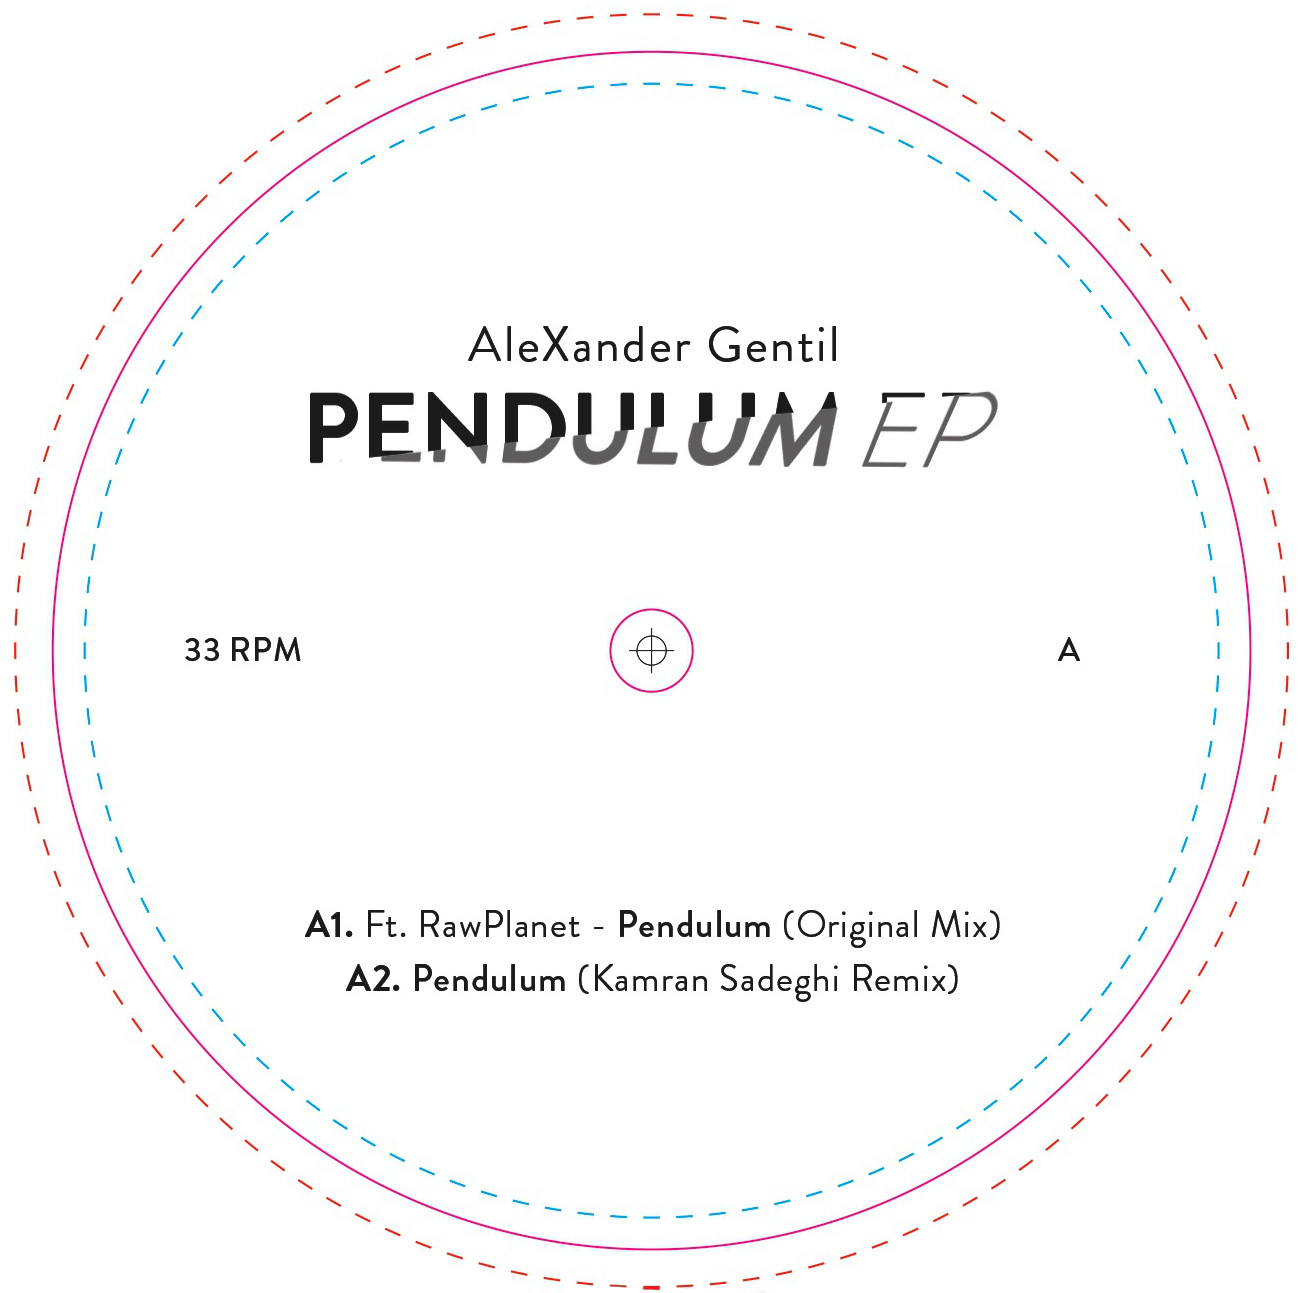 AleXander Gentil
PENDULUM EP
33 RPM
A
A1. Ft. RawPlanet - Pendulum (Original Mix)
A2. Pendulum (Kamran Sadeghi Remix)